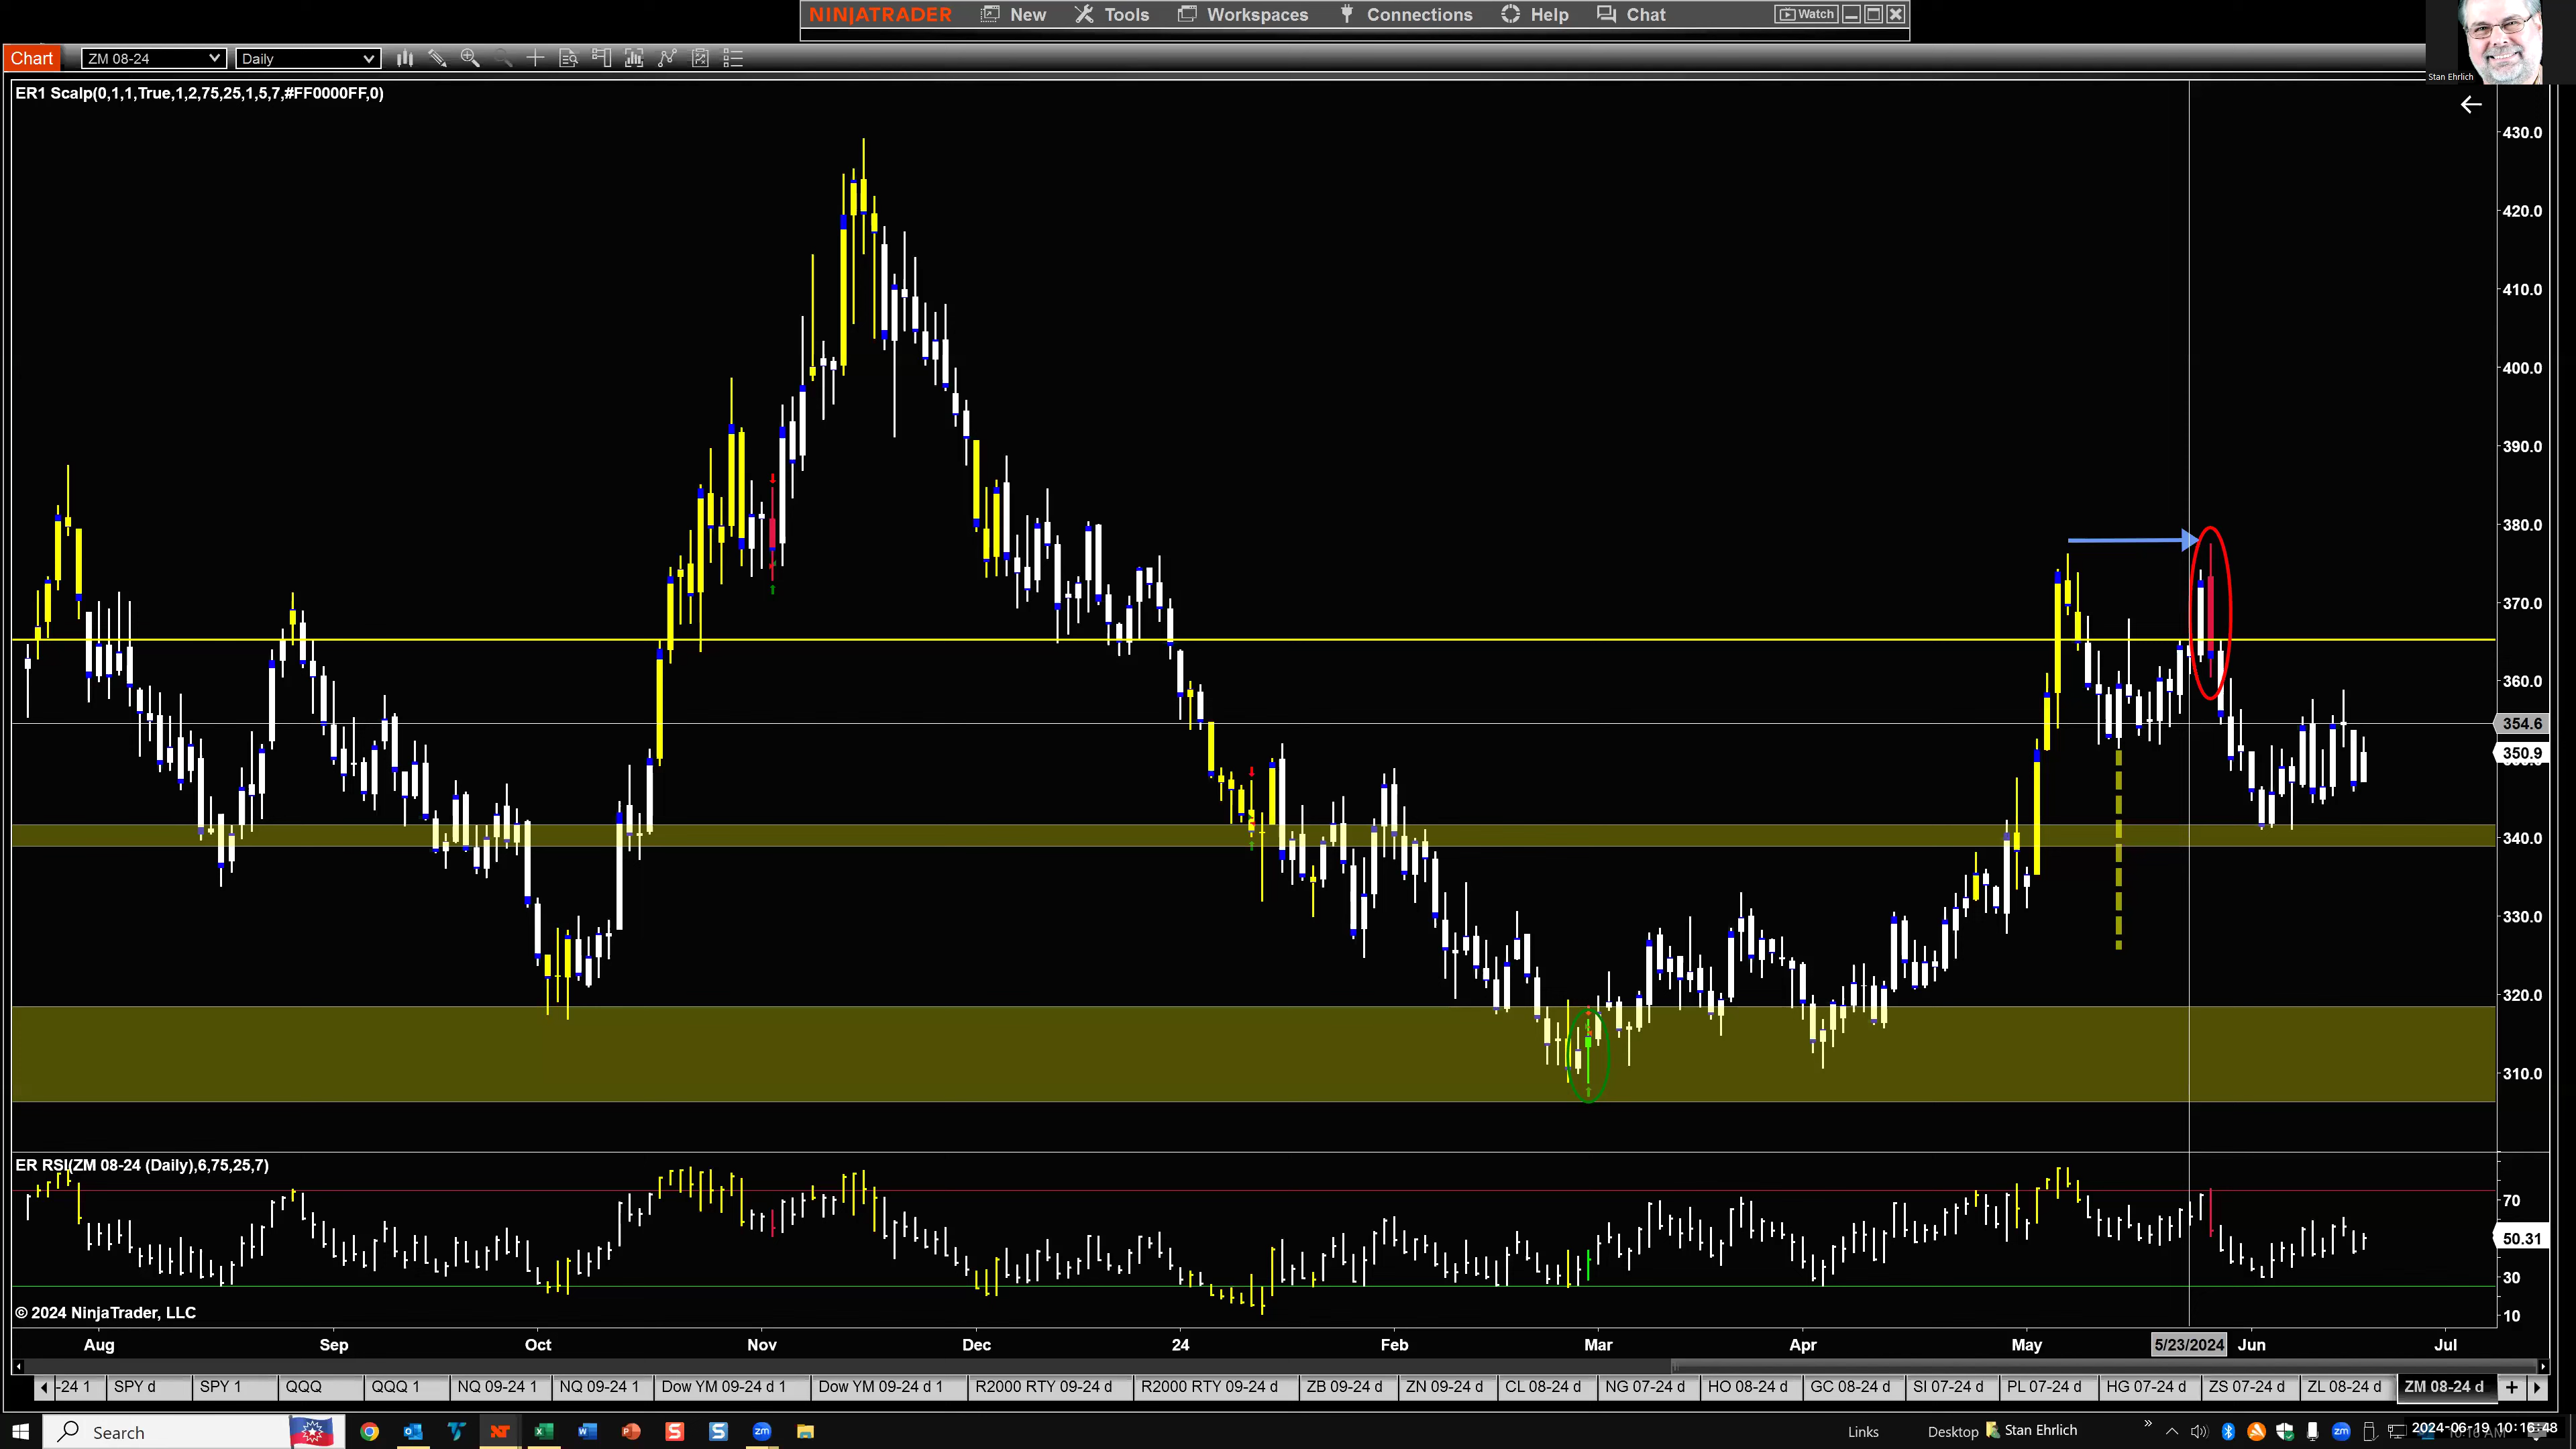 NINJATRADER New Tools Workspaces Connections Help Chat Watch
Chart ZM 08-24 Daily
Stan Ehrlich
ER1 Scalp(0,1,1,True,1,2,75,25,1,5,7,#FF0000FF,0)
430.0
420.0
410.0
400.0
390.0
380.0
370.0
360.0
354.6
350.9
340.0
330.0
320.0
310.0
ER RSI(ZM 08-24 (Daily),6,75,25,7)
70
50.31
30
10
© 2024 NinjaTrader, LLC
Aug Sep Oct Nov Dec 24 Feb Mar Apr May 5/23/2024 Jun Jul
-24 1 SPY d SPY 1 QQQ QQQ 1 NQ 09-24 1 NQ 09-24 1 Dow YM 09-24 d 1 Dow YM 09-24 d 1 R2000 RTY 09-24 d R2000 RTY 09-24 d ZB 09-24 d ZN 09-24 d CL 08-24 d NG 07-24 d HO 08-24 d GC 08-24 d SI 07-24 d PL 07-24 d HG 07-24 d ZS 07-24 d ZL 08-24 d ZM 08-24 d +
Search Links Desktop Stan Ehrlich 2024-06-19 10:16:48